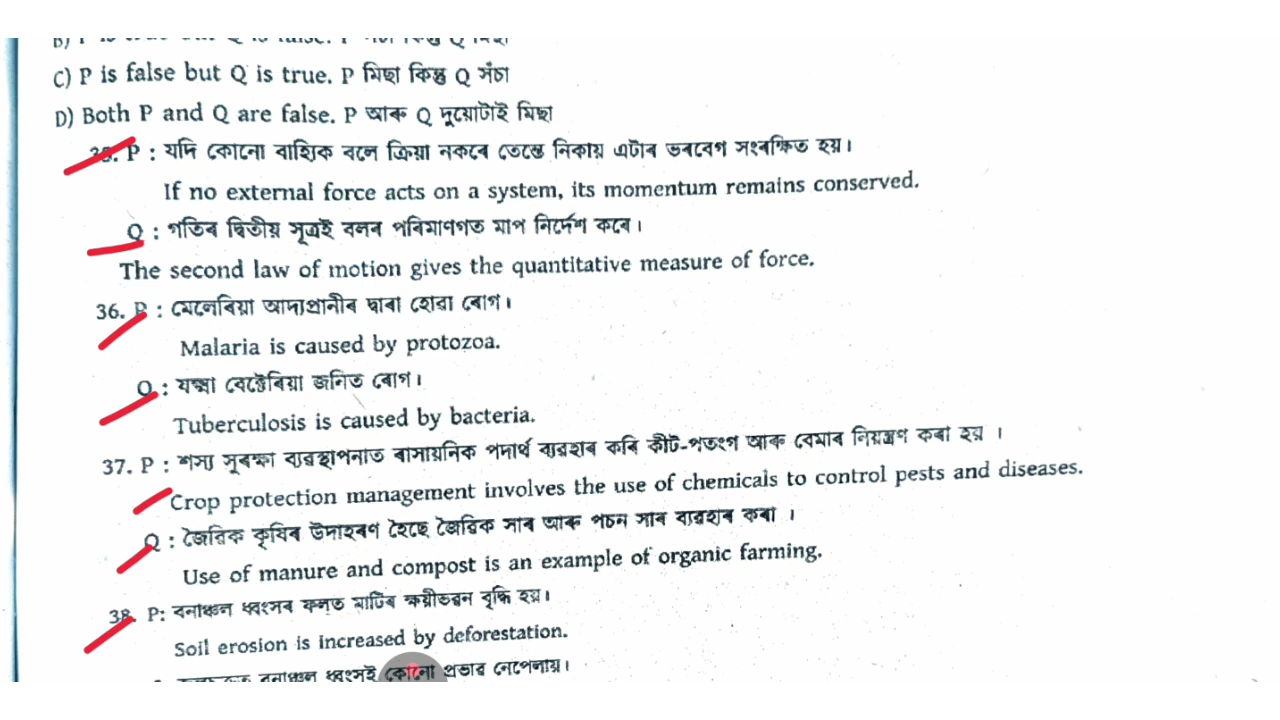 C) P is false but Q is true. P মিছা কিন্তু Q সঁচা
D) Both P and Q are false. P আৰু Q দুয়োটাই মিছা
35. P : যদি কোনো বাহ্যিক বলে ক্ৰিয়া নকৰে তেন্তে নিকায় এটাৰ ভৰবেগ সংৰক্ষিত হয়।
If no external force acts on a system, its momentum remains conserved.
Q : গতিৰ দ্বিতীয় সূত্ৰই বলৰ পৰিমাণগত মাপ নিৰ্দেশ কৰে।
The second law of motion gives the quantitative measure of force.
36. P : মেলেৰিয়া আদ্যপ্ৰানীৰ দ্বাৰা হোৱা ৰোগ।
Malaria is caused by protozoa.
Q : যক্ষ্মা বেক্টেৰিয়া জনিত ৰোগ।
Tuberculosis is caused by bacteria.
37. P : শস্য সুৰক্ষা ব্যৱস্থাপনাত ৰাসায়নিক পদাৰ্থ ব্যৱহাৰ কৰি কীট-পতংগ আৰু বেমাৰ নিয়ন্ত্ৰণ কৰা হয় ।
Crop protection management involves the use of chemicals to control pests and diseases.
Q : জৈৱিক কৃষিৰ উদাহৰণ হৈছে জৈৱিক সাৰ আৰু পচন সাৰ ব্যৱহাৰ কৰা ।
Use of manure and compost is an example of organic farming.
38. P: বনাঞ্চল ধ্বংসৰ ফলত মাটিৰ ক্ষয়ীভৱন বৃদ্ধি হয়।
Soil erosion is increased by deforestation.
বনাঞ্চল ধ্বংসই কোনো প্ৰভাৱ নেপেলায়।